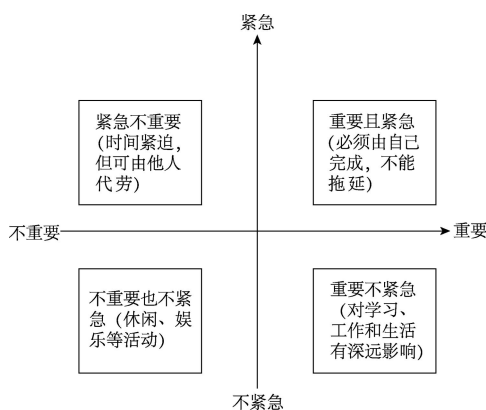 紧急
紧急不重要
(时间紧迫,
但可由他人
代劳)
重要且紧急
(必须由自己
完成, 不能
拖延)
不重要
重要
不重要也不紧
急 (休闲、娱
乐等活动)
重要不紧急
(对学习、
工作和生活
有深远影响)
不紧急